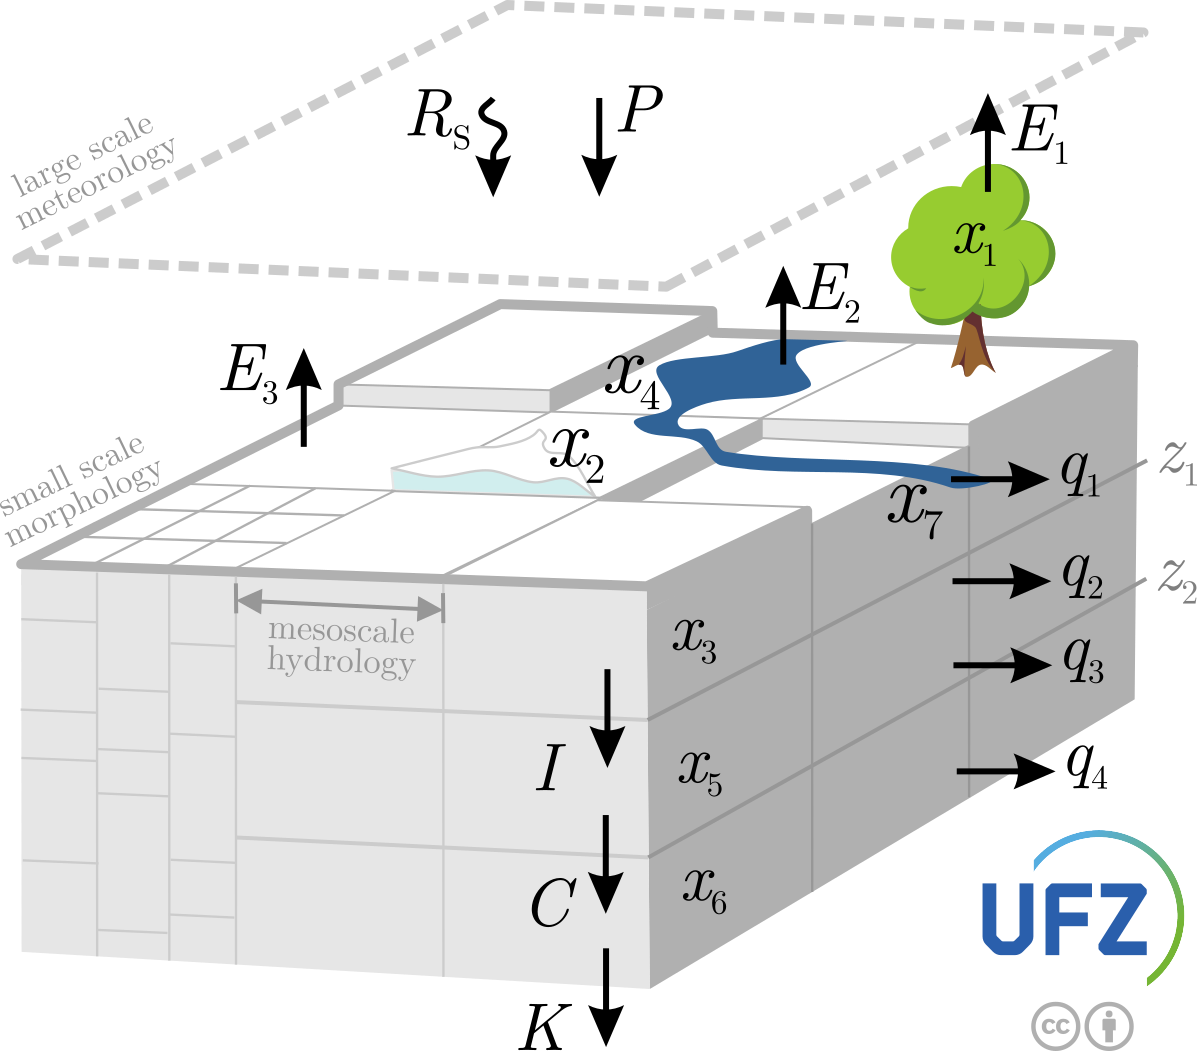 R_S
P
E_1
large scale
meteorology
x_1
E_2
E_3
x_4
x_2
small scale
morphology
z_1
q_1
x_7
q_2
z_2
mesoscale
hydrology
x_3
q_3
I
x_5
q_4
C
x_6
UFZ
K
cc